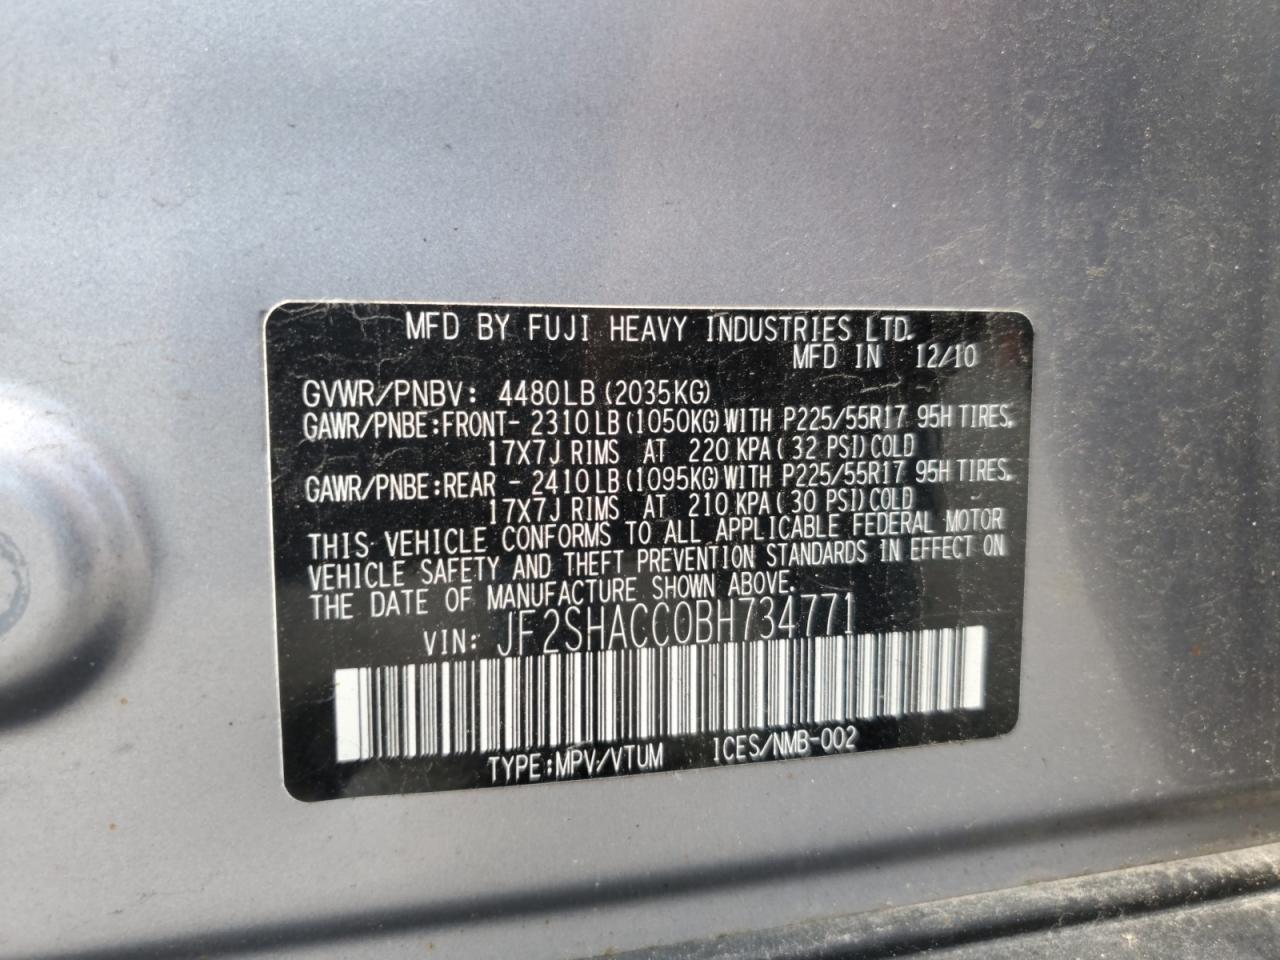 MFD BY FUJI HEAVY INDUSTRIES LTD.
MFD IN 12/10
GVWR/PNBV: 4480LB (2035KG)
GAWR/PNBE:FRONT- 2310LB(1050KG)WITH P225/55R17 95H TIRES,
17X7J RIMS AT 220 KPA(32 PSI)COLD
GAWR/PNBE:REAR - 2410LB(1095KG)WITH P225/55R17 95H TIRES,
17X7J RIMS AT 210 KPA(30 PSI)COLD
THIS VEHICLE CONFORMS TO ALL APPLICABLE FEDERAL MOTOR
VEHICLE SAFETY AND THEFT PREVENTION STANDARDS IN EFFECT ON
THE DATE OF MANUFACTURE SHOWN ABOVE.
VIN: JF2SHACC0BH734771
TYPE:MPV/VTUM ICES/NMB-002